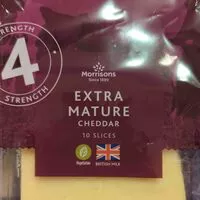 STRENGTH
4
STRENGTH
Morrisons
Since 1899
EXTRA
MATURE
CHEDDAR
10 SLICES
Vegetarian
BRITISH MILK